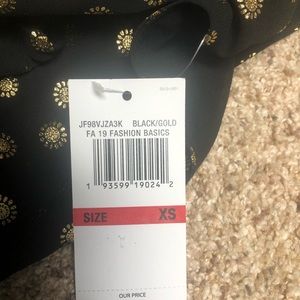 JF98VJZA3K BLACK/GOLD
FA 19 FASHION BASICS
1 93599 19024 2
SIZE XS
OUR PRICE